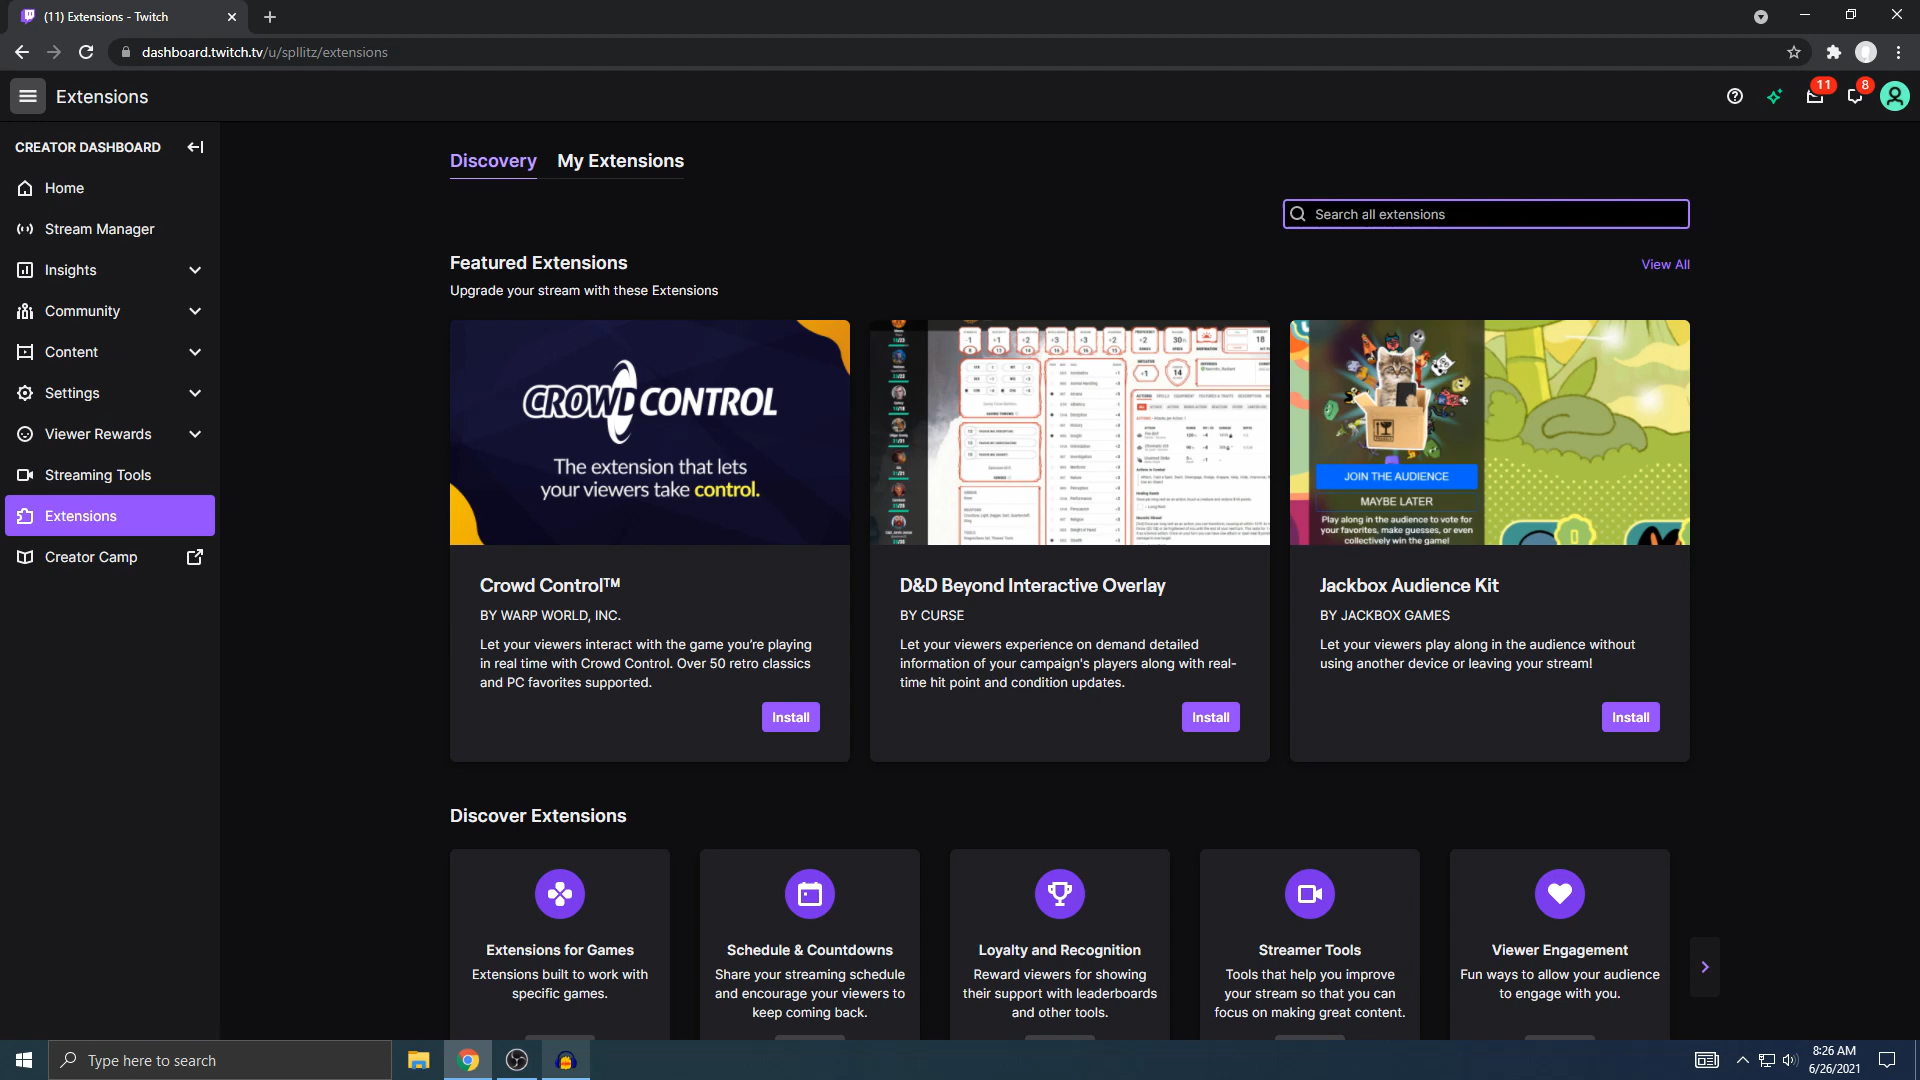 (11) Extensions - Twitch
dashboard.twitch.tv/u/spllitz/extensions
Extensions
11
8
CREATOR DASHBOARD
Home
Stream Manager
Insights
Community
Content
Settings
Viewer Rewards
Streaming Tools
Extensions
Creator Camp
Discovery
My Extensions
Search all extensions
Featured Extensions
View All
Upgrade your stream with these Extensions
CROWD CONTROL
The extension that lets
your viewers take control.
JOIN THE AUDIENCE
MAYBE LATER
Play along in the audience to vote for
your favorites, make guesses, or even
collectively win the game!
Crowd Control™
BY WARP WORLD, INC.
Let your viewers interact with the game you're playing
in real time with Crowd Control. Over 50 retro classics
and PC favorites supported.
Install
D&D Beyond Interactive Overlay
BY CURSE
Let your viewers experience on demand detailed
information of your campaign's players along with real-
time hit point and condition updates.
Install
Jackbox Audience Kit
BY JACKBOX GAMES
Let your viewers play along in the audience without
using another device or leaving your stream!
Install
Discover Extensions
Extensions for Games
Extensions built to work with
specific games.
Schedule & Countdowns
Share your streaming schedule
and encourage your viewers to
keep coming back.
Loyalty and Recognition
Reward viewers for showing
their support with leaderboards
and other tools.
Streamer Tools
Tools that help you improve
your stream so that you can
focus on making great content.
Viewer Engagement
Fun ways to allow your audience
to engage with you.
Type here to search
8:26 AM
6/26/2021